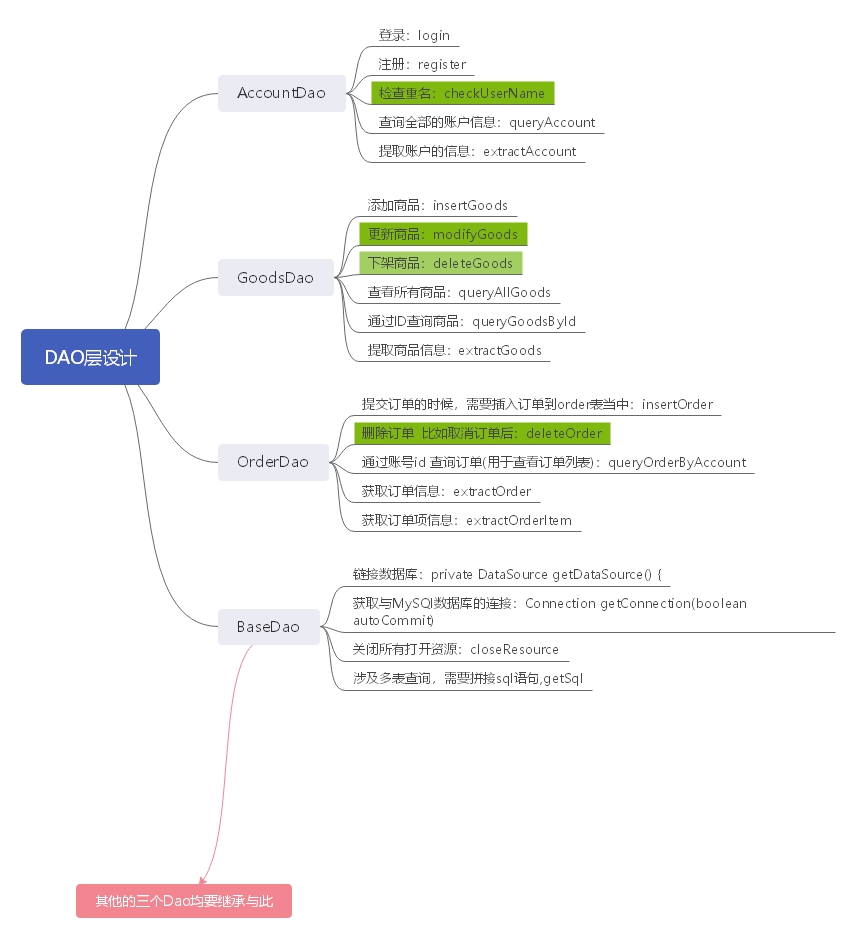 登录：login
注册：register
AccountDao
检查重名：checkUserName
查询全部的账户信息：queryAccount
提取账户的信息：extractAccount
添加商品：insertGoods
更新商品：modifyGoods
GoodsDao
下架商品：deleteGoods
查看所有商品：queryAllGoods
通过ID查询商品：queryGoodsById
提取商品信息：extractGoods
DAO层设计
提交订单的时候，需要插入订单到order表当中：insertOrder
删除订单 比如取消订单后：deleteOrder
OrderDao
通过账号id 查询订单(用于查看订单列表)：queryOrderByAccount
获取订单信息：extractOrder
获取订单项信息：extractOrderItem
链接数据库：private DataSource getDataSource() {
获取与MySQl数据库的连接：Connection getConnection(boolean
autoCommit)
BaseDao
关闭所有打开资源：closeResource
涉及多表查询，需要拼接sql语句,getSql
其他的三个Dao均要继承与此